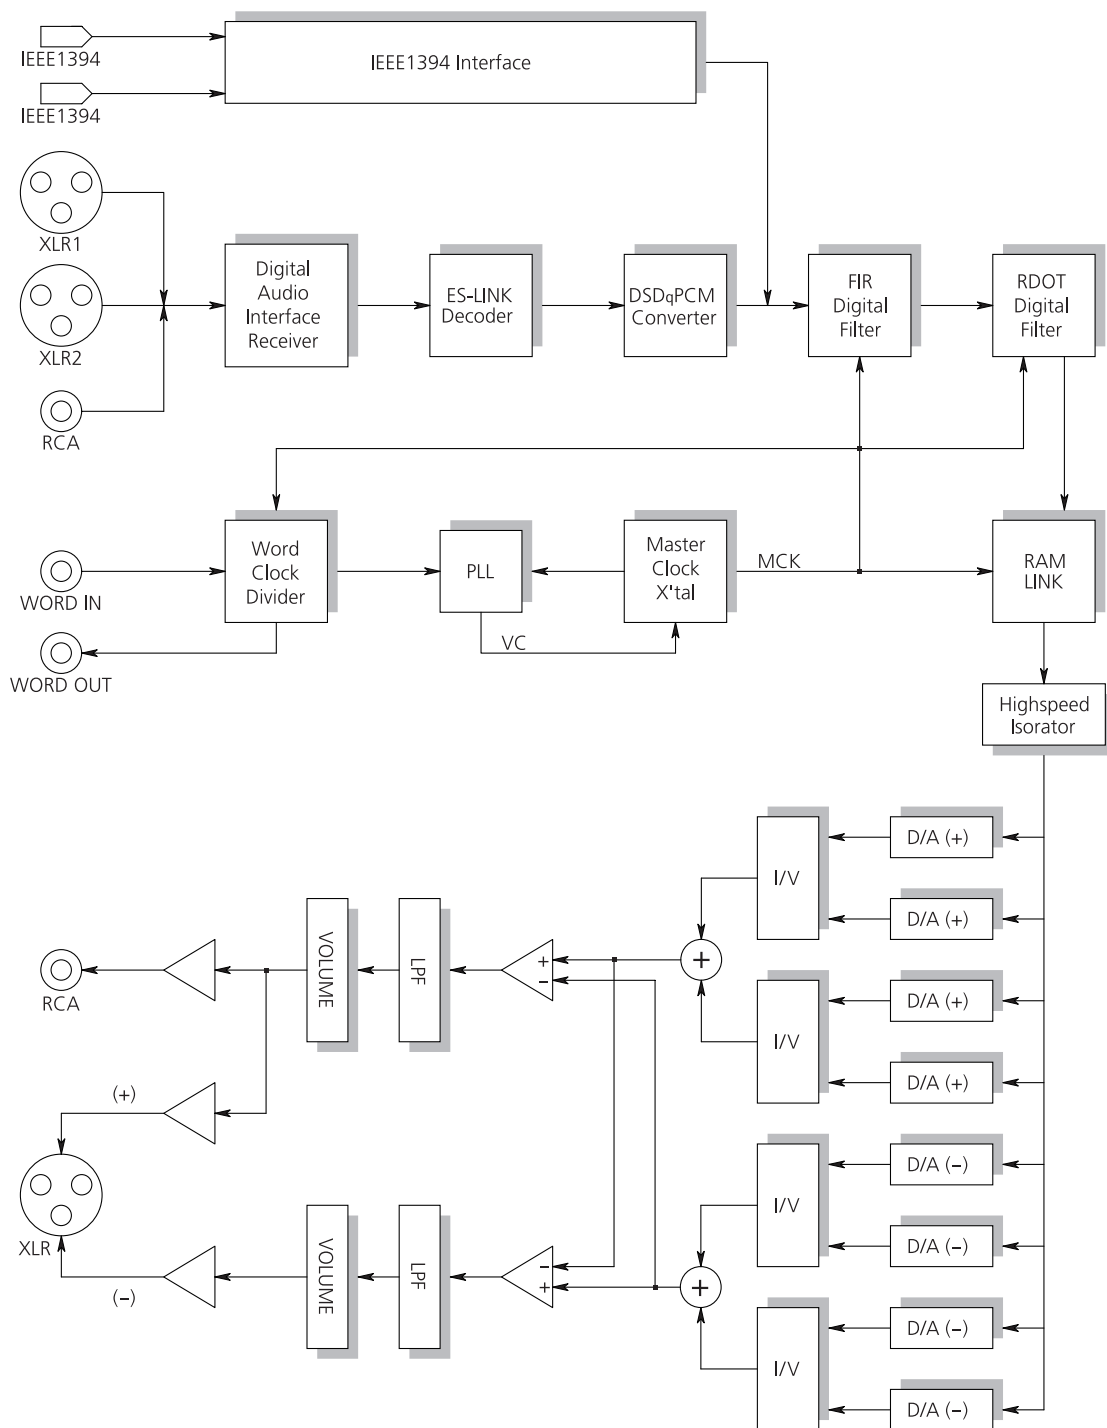 IEEE1394
IEEE1394 Interface
IEEE1394
XLR1
XLR2
RCA
Digital
Audio
Interface
Receiver
ES-LINK
Decoder
DSDqPCM
Converter
FIR
Digital
Filter
RDOT
Digital
Filter
WORD IN
WORD OUT
Word
Clock
Divider
PLL
VC
Master
Clock
X'tal
MCK
RAM
LINK
Highspeed
Isorator
D/A (+)
D/A (+)
I/V
D/A (+)
D/A (+)
I/V
+
+
−
LPF
VOLUME
RCA
(+)
XLR
(−)
VOLUME
LPF
−
+
+
D/A (−)
D/A (−)
I/V
D/A (−)
D/A (−)
I/V